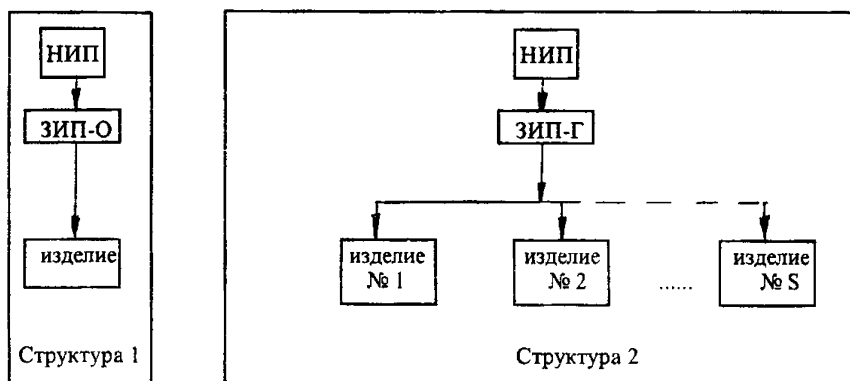 НИП
ЗИП-О
изделие
Структура 1
НИП
ЗИП-Г
изделие
№ 1
изделие
№ 2
......
изделие
№ S
Структура 2